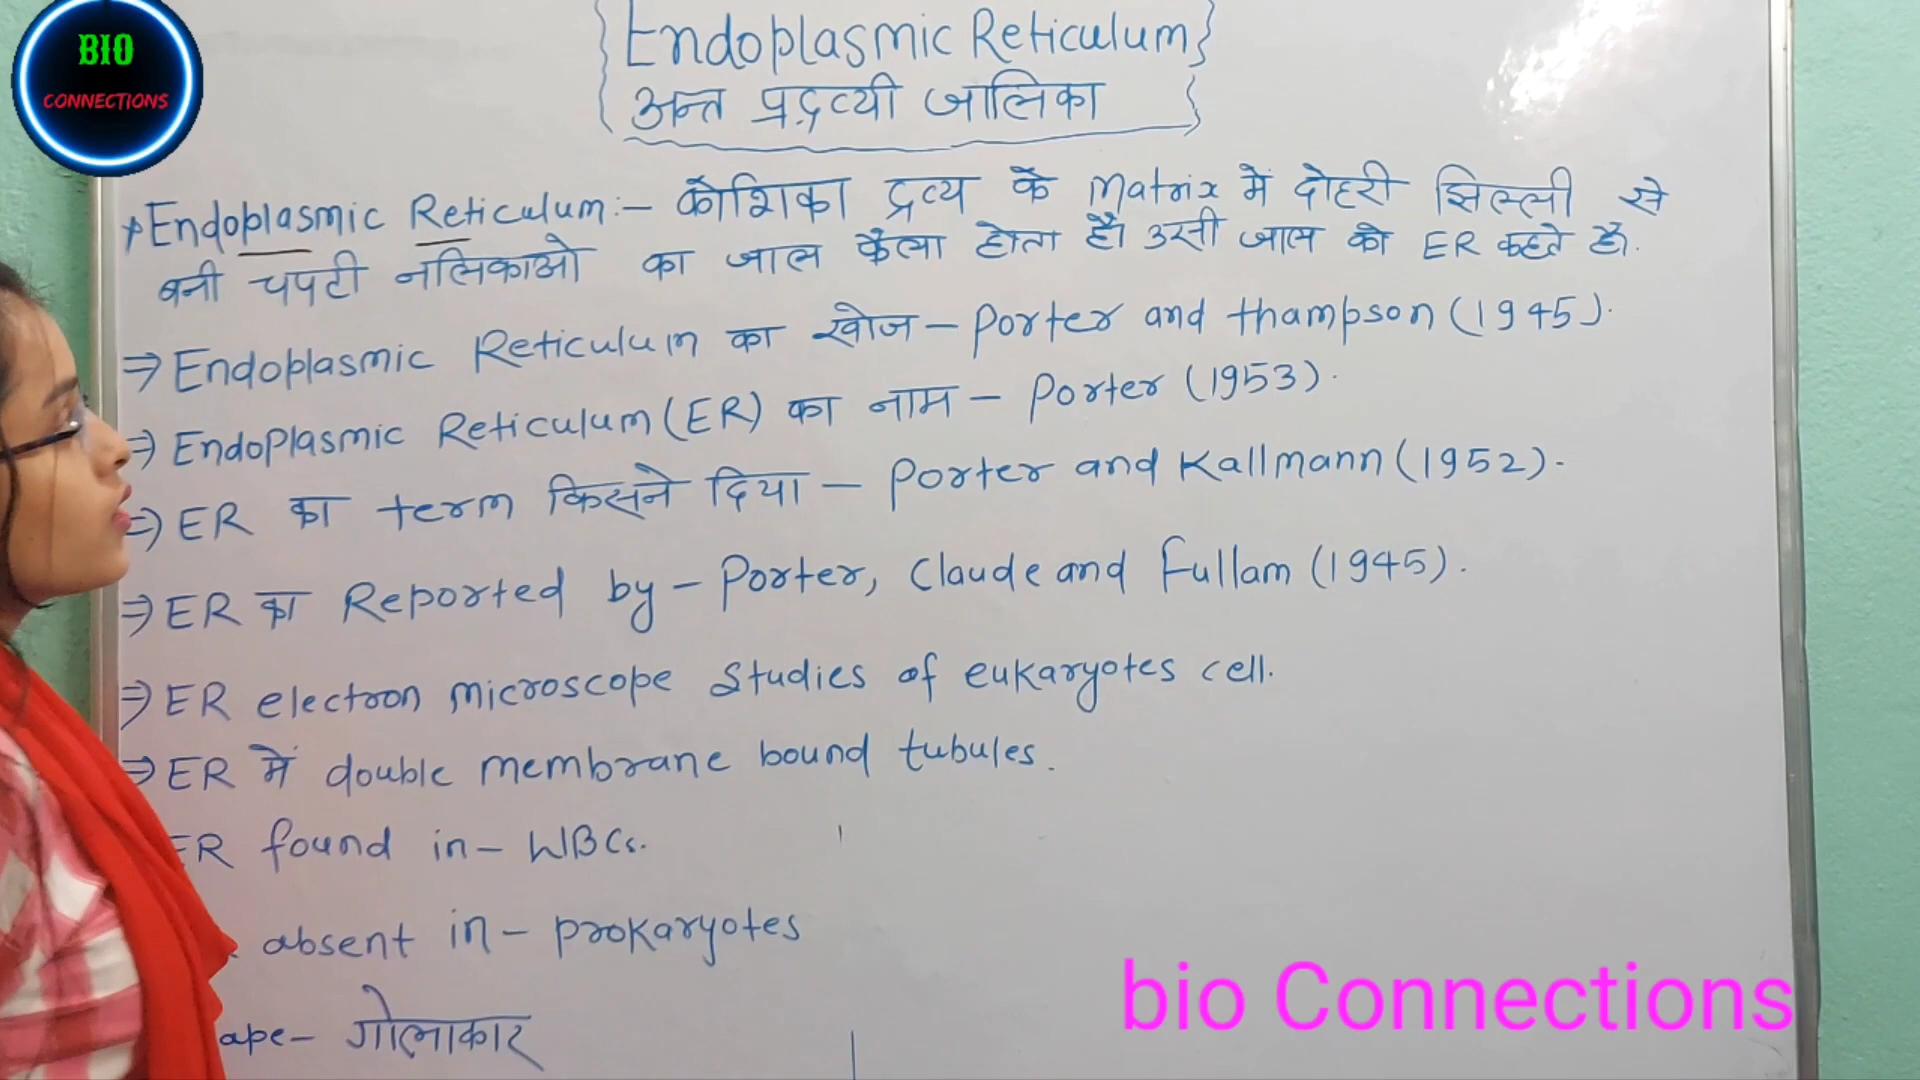 BIO
CONNECTIONS
Endoplasmic Reticulum
अन्त प्रद्रव्यी जालिका
Endoplasmic Reticulum:- कोशिका द्रव्य के Matrix में दोहरी झिल्ली से
बनी चपटी नलिकाओ का जाल फैला होता है। उसी जाल को ER कहते है.
⇒ Endoplasmic Reticulum का खोज - Porter and thampson (1945).
⇒ EndoPlasmic Reticulum (ER) का नाम - Porter (1953).
⇒ ER का term किसने दिया - Porter and Kallmann (1952).
⇒ ER का Reported by - Porter, Claude and Fullam (1945).
⇒ ER electron microscope Studies of eukaryotes cell.
⇒ ER में double membrane bound tubules.
ER found in - WBCs.
absent in - prokaryotes
ape - गोलाकार
bio Connections